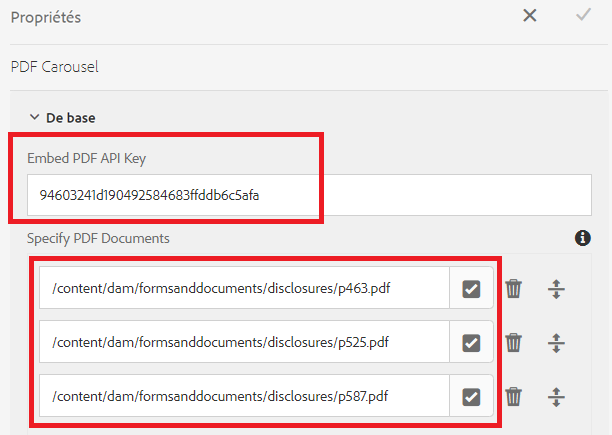 Propriétés
PDF Carousel
De base
Embed PDF API Key
94603241d190492584683ffddb6c5afa
Specify PDF Documents
/content/dam/formsanddocuments/disclosures/p463.pdf
/content/dam/formsanddocuments/disclosures/p525.pdf
/content/dam/formsanddocuments/disclosures/p587.pdf